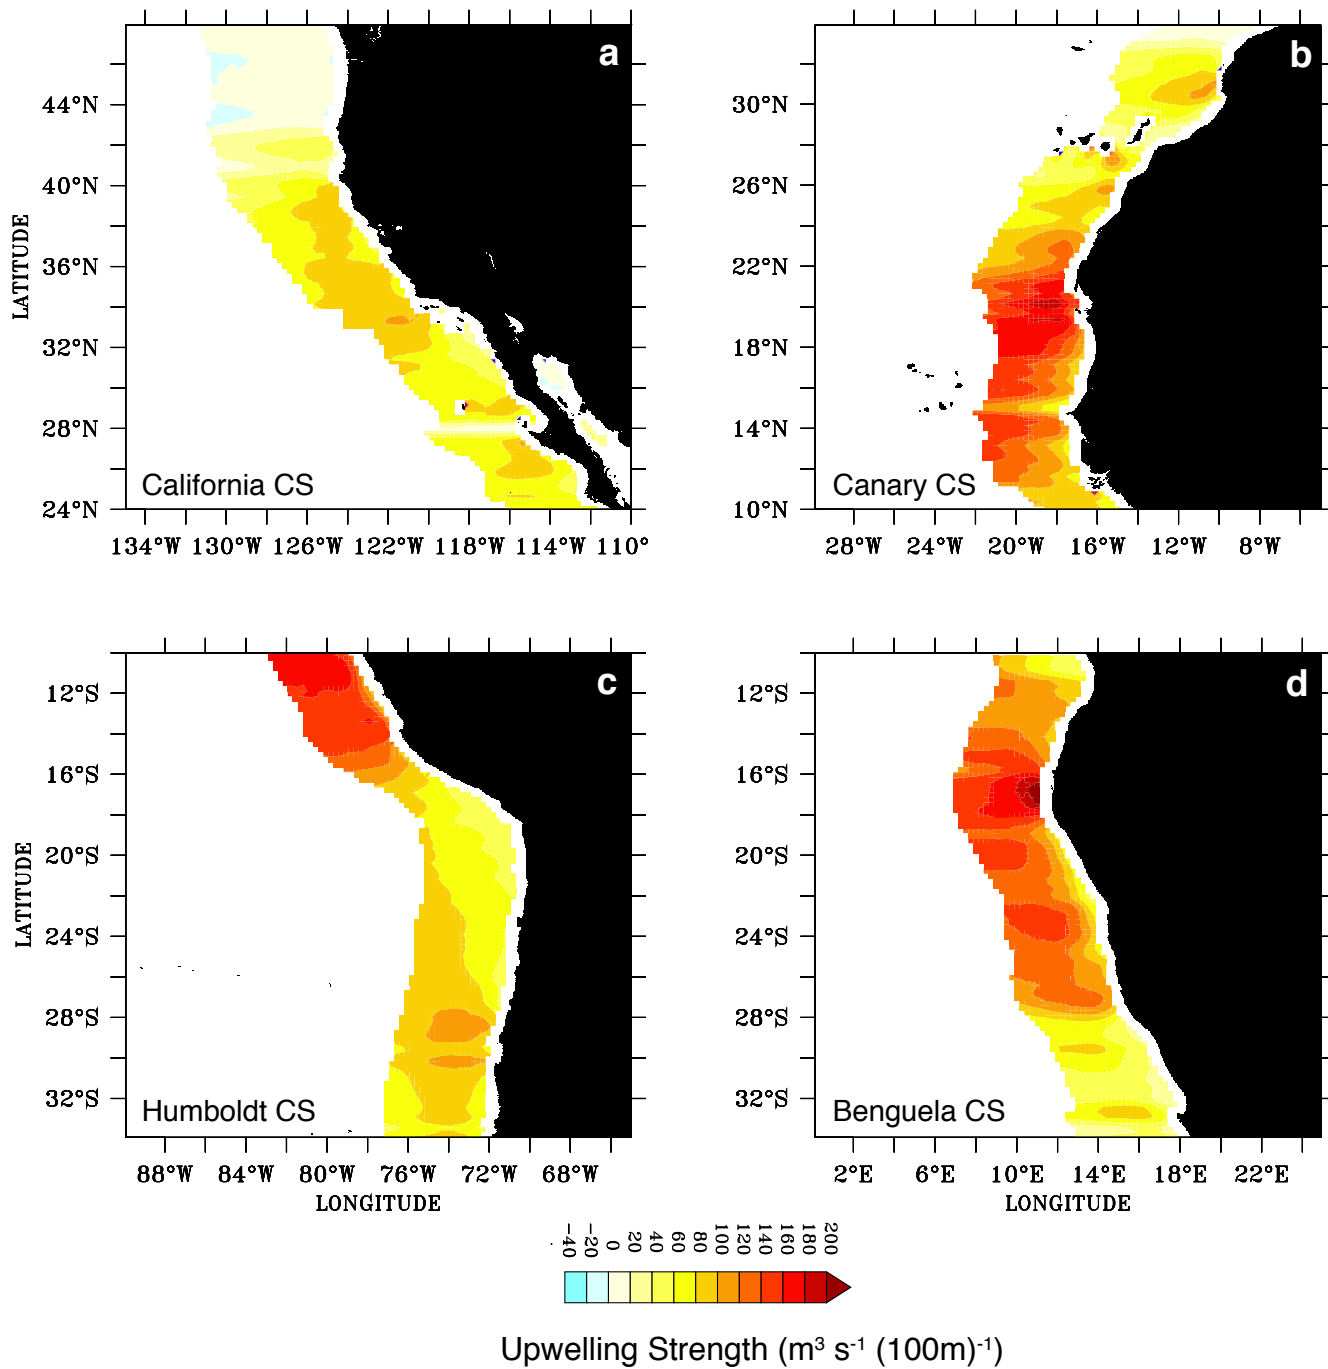 a
b
44°N
40°N
36°N
32°N
28°N
24°N
LATITUDE
California CS
134°W 130°W 126°W 122°W 118°W 114°W 110°
30°N
26°N
22°N
18°N
14°N
10°N
Canary CS
28°W 24°W 20°W 16°W 12°W 8°W
c
d
12°S
16°S
20°S
24°S
28°S
32°S
LATITUDE
Humboldt CS
88°W 84°W 80°W 76°W 72°W 68°W
LONGITUDE
12°S
16°S
20°S
24°S
28°S
32°S
Benguela CS
2°E 6°E 10°E 14°E 18°E 22°E
LONGITUDE
-40 -20 0 20 40 60 80 100 120 140 160 180 200
Upwelling Strength (m³ s⁻¹ (100m)⁻¹)